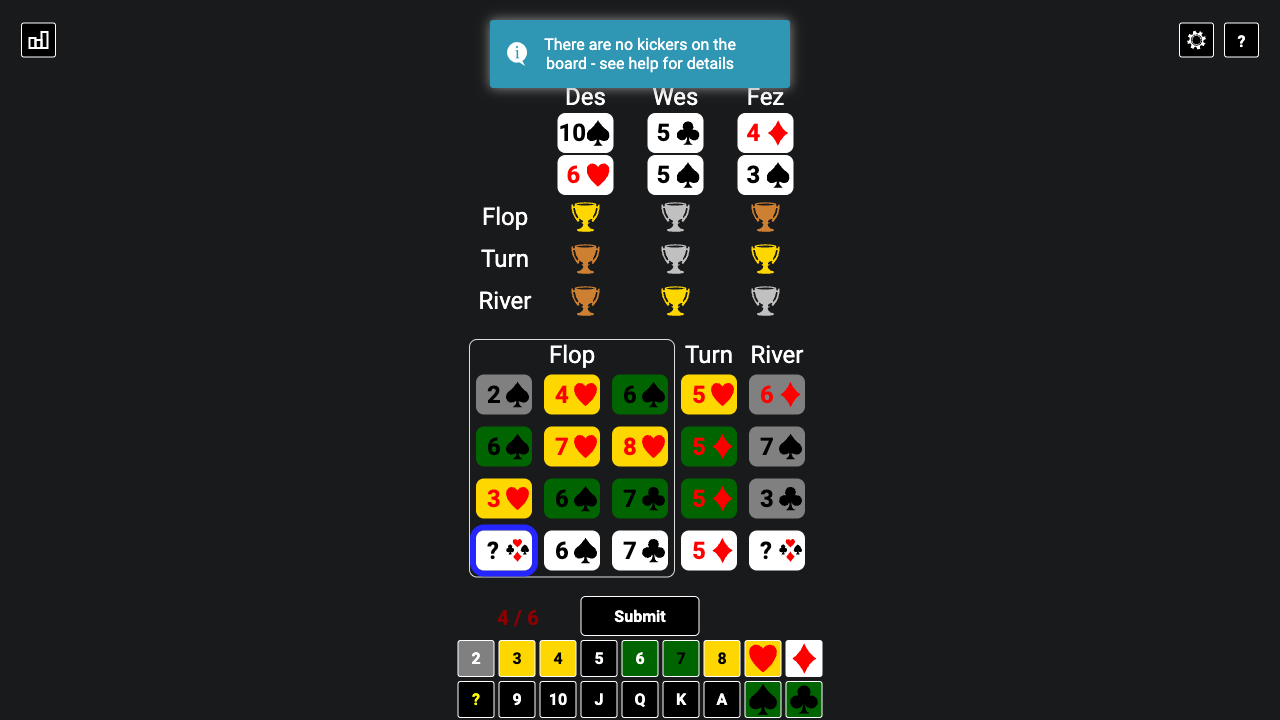 There are no kickers on the
board - see help for details
?
Des Wes Fez
10 5 4
6 5 3
Flop
Turn
River
Flop Turn River
2 4 6 5 6
6 7 8 5 7
3 6 7 5 3
? 6 7 5 ?
4 / 6 Submit
2 3 4 5 6 7 8
? 9 10 J Q K A